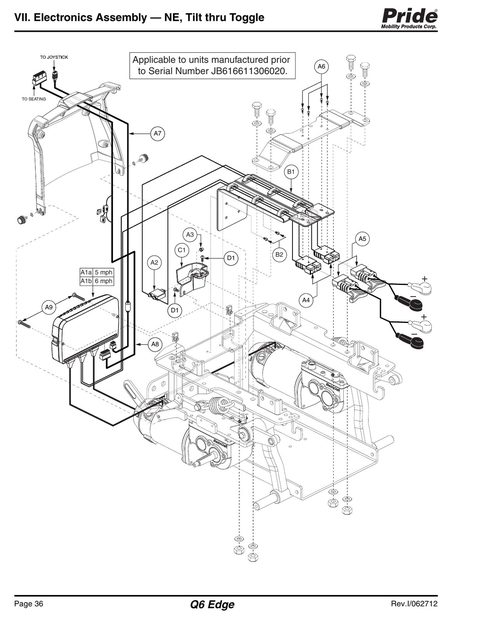 VII. Electronics Assembly — NE, Tilt thru Toggle
Pride
Mobility Products Corp.
Applicable to units manufactured prior
to Serial Number JB616611306020.
TO JOYSTICK
TO SEATING
A6
A7
B1
A3
C1
D1
A2
B2
A5
A1a 5 mph
A1b 6 mph
D1
A4
A9
A8
+
–
+
–
Page 36
Q6 Edge
Rev.I/062712